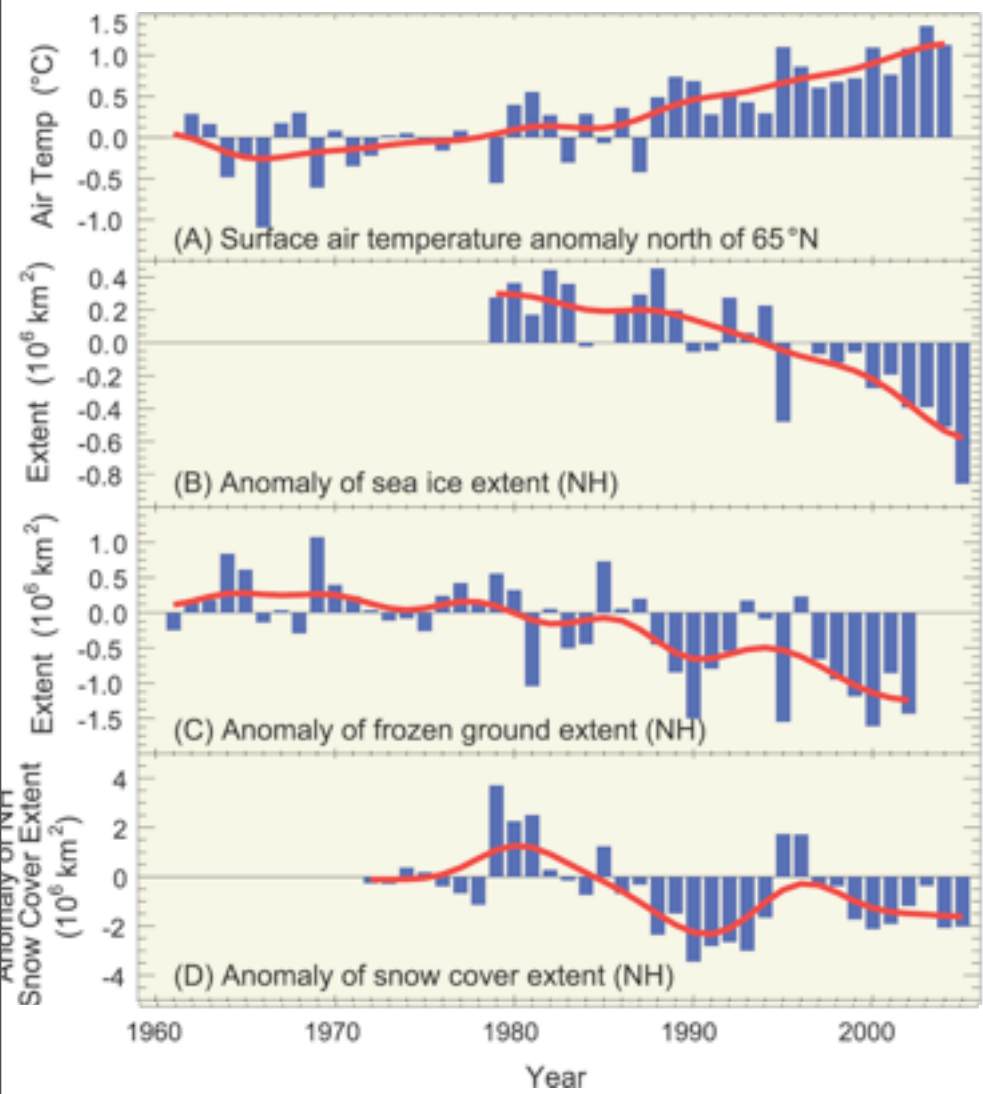 1.5
1.0
0.5
0.0
-0.5
-1.0
Air Temp (°C)
(A) Surface air temperature anomaly north of 65°N
0.4
0.2
0.0
-0.2
-0.4
-0.6
-0.8
Extent (10⁶ km²)
(B) Anomaly of sea ice extent (NH)
1.0
0.5
0.0
-0.5
-1.0
-1.5
Extent (10⁶ km²)
(C) Anomaly of frozen ground extent (NH)
4
2
0
-2
-4
Anomaly of NH
Snow Cover Extent
(10⁶ km²)
(D) Anomaly of snow cover extent (NH)
1960 1970 1980 1990 2000
Year